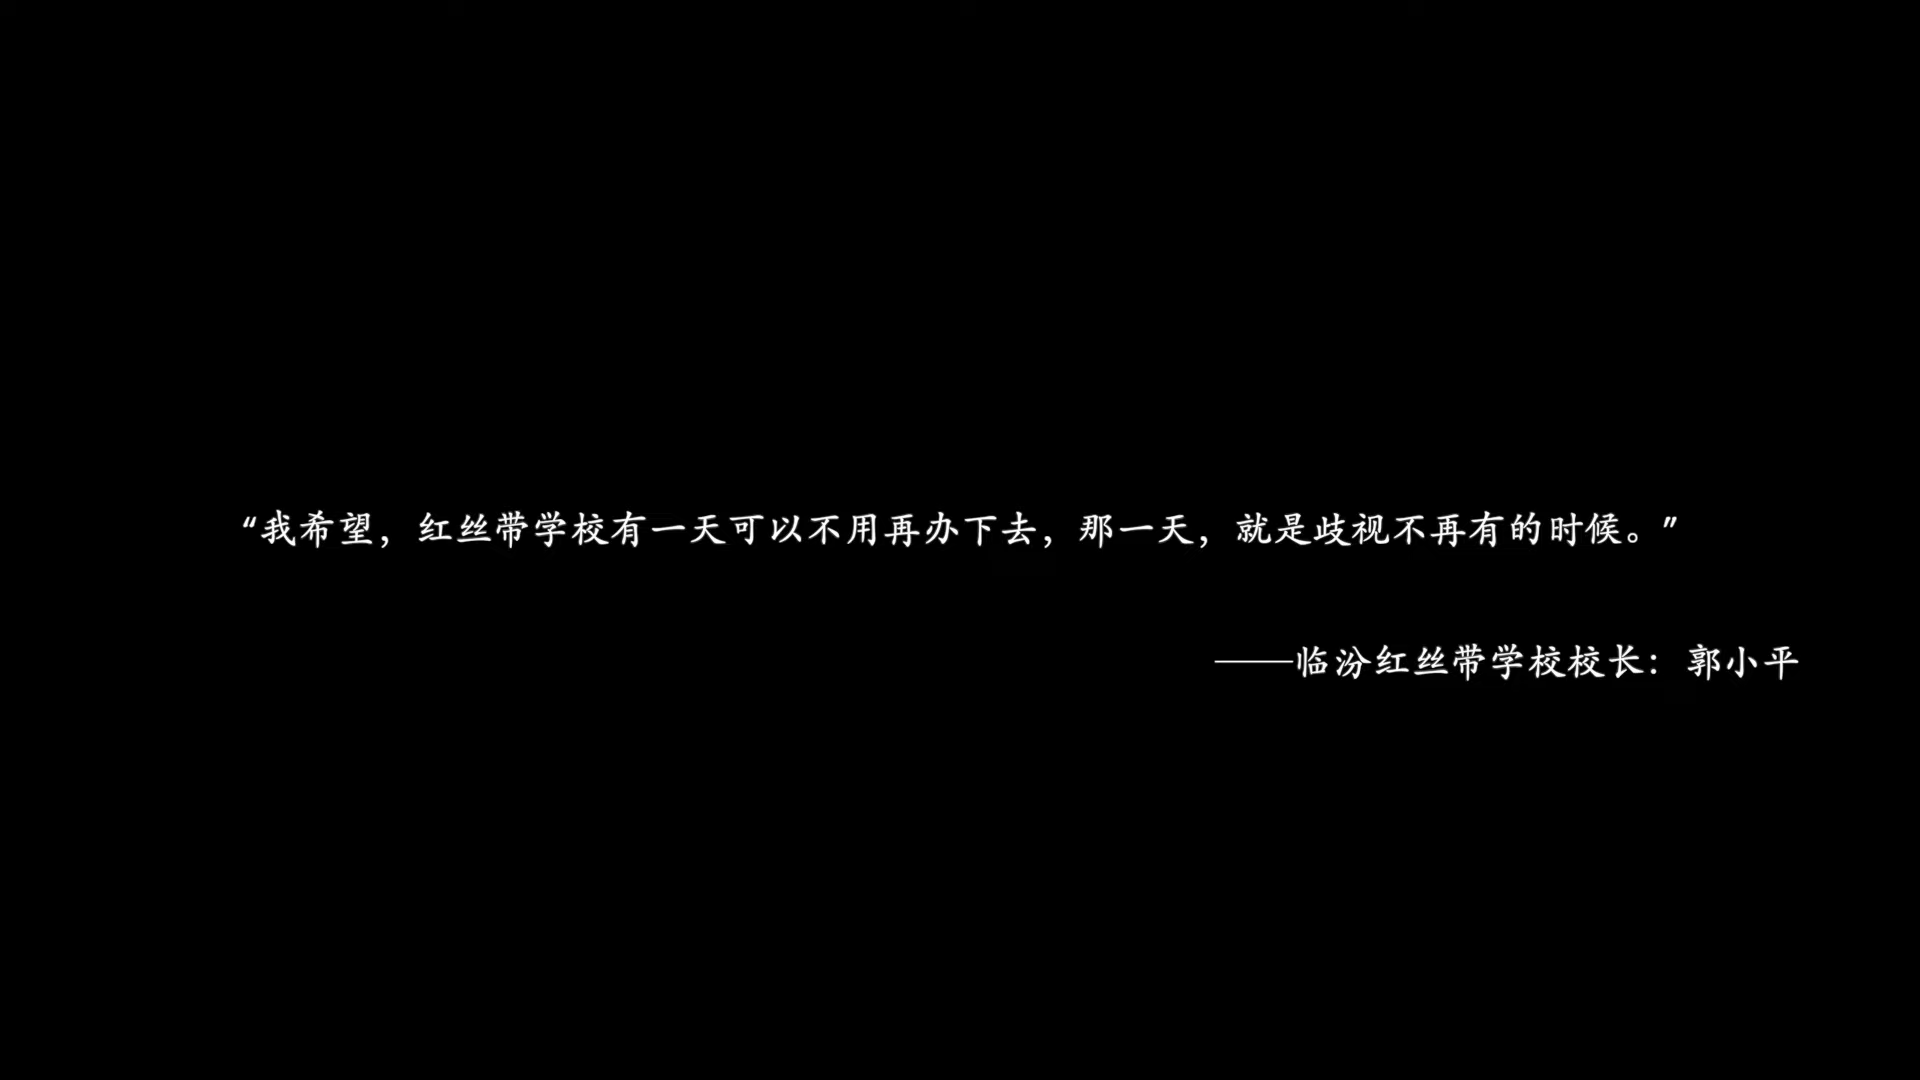 “我希望，红丝带学校有一天可以不用再办下去，那一天，就是歧视不再有的时候。”
——临汾红丝带学校校长：郭小平